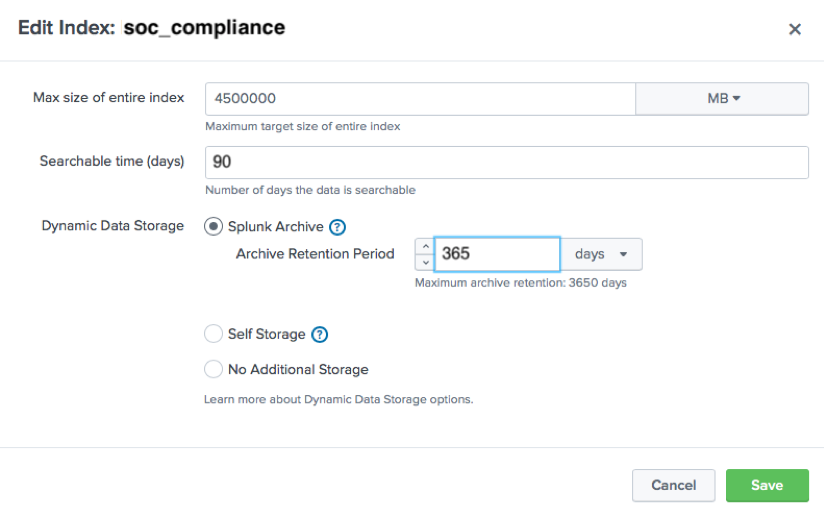 Edit Index: soc_compliance
Max size of entire index 4500000 MB
Maximum target size of entire index
Searchable time (days) 90
Number of days the data is searchable
Dynamic Data Storage Splunk Archive ?
Archive Retention Period 365 days
Maximum archive retention: 3650 days
Self Storage ?
No Additional Storage
Learn more about Dynamic Data Storage options.
Cancel Save